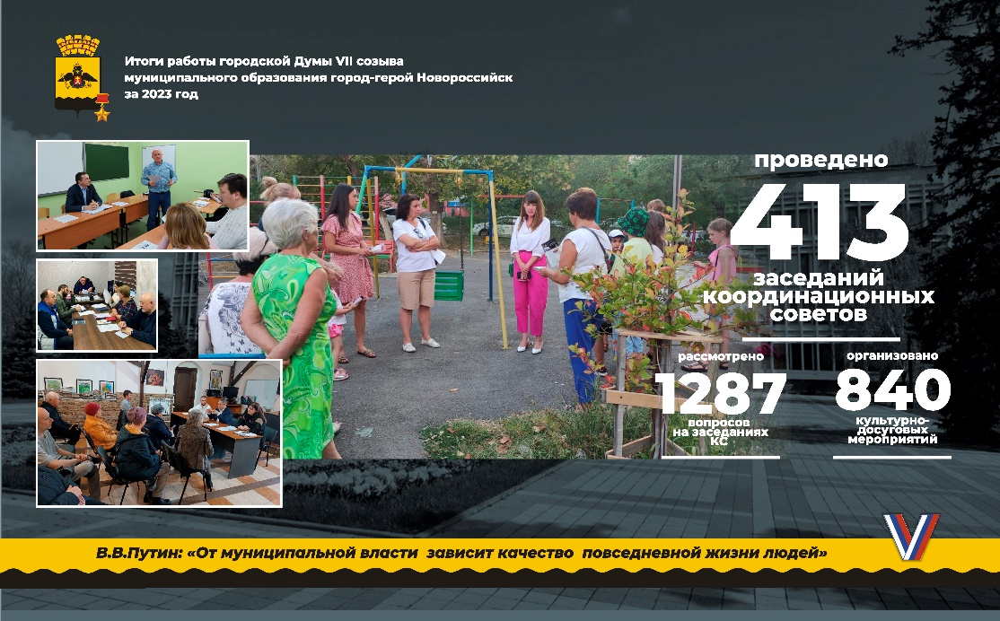 Итоги работы городской Думы VII созыва
муниципального образования город-герой Новороссийск
за 2023 год
проведено
413
заседаний
координационных
советов
рассмотрено
1287
вопросов
на заседаниях
КС
организовано
840
культурно-
досуговых
мероприятий
В.В.Путин: «От муниципальной власти зависит качество повседневной жизни людей»
V